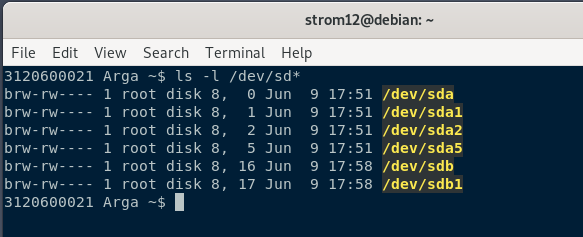 strom12@debian: ~
File Edit View Search Terminal Help
3120600021 Arga ~$ ls -l /dev/sd*
brw-rw---- 1 root disk 8,  0 Jun  9 17:51 /dev/sda
brw-rw---- 1 root disk 8,  1 Jun  9 17:51 /dev/sda1
brw-rw---- 1 root disk 8,  2 Jun  9 17:51 /dev/sda2
brw-rw---- 1 root disk 8,  5 Jun  9 17:51 /dev/sda5
brw-rw---- 1 root disk 8, 16 Jun  9 17:58 /dev/sdb
brw-rw---- 1 root disk 8, 17 Jun  9 17:58 /dev/sdb1
3120600021 Arga ~$